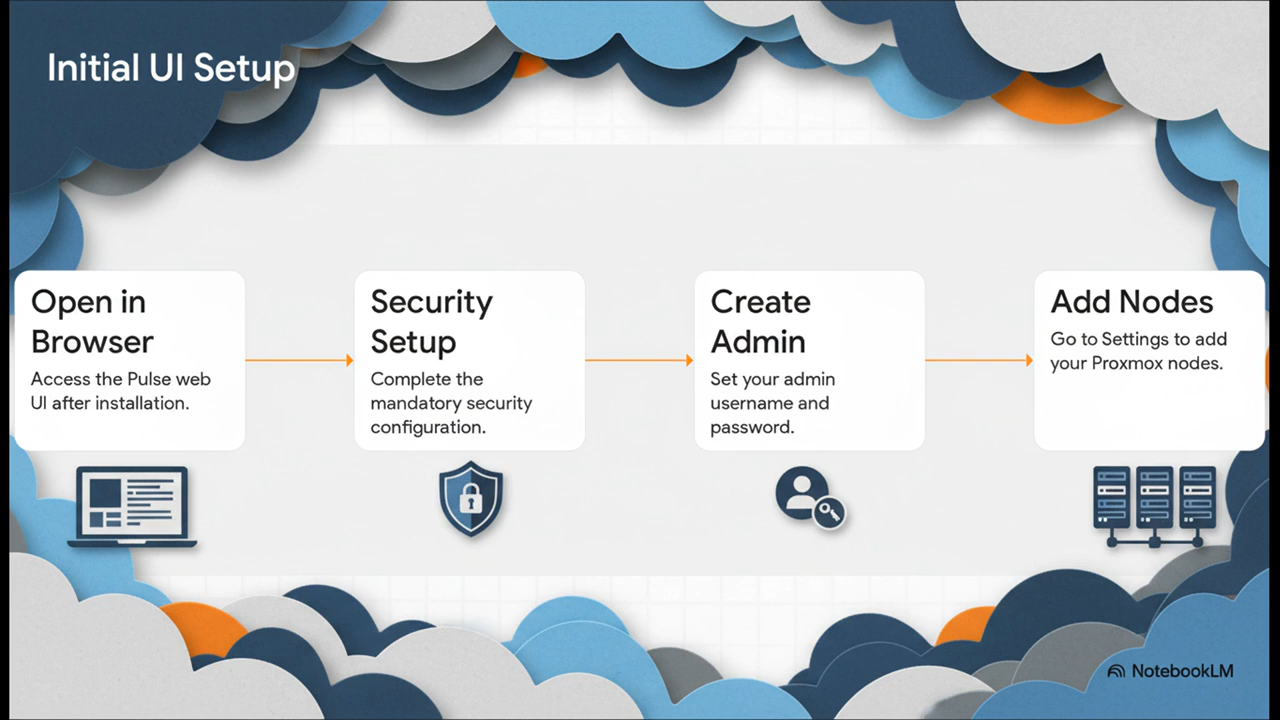 Initial UI Setup
Open in
Browser
Access the Pulse web
UI after installation.
Security
Setup
Complete the
mandatory security
configuration.
Create
Admin
Set your admin
username and
password.
Add Nodes
Go to Settings to add
your Proxmox nodes.
NotebookLM